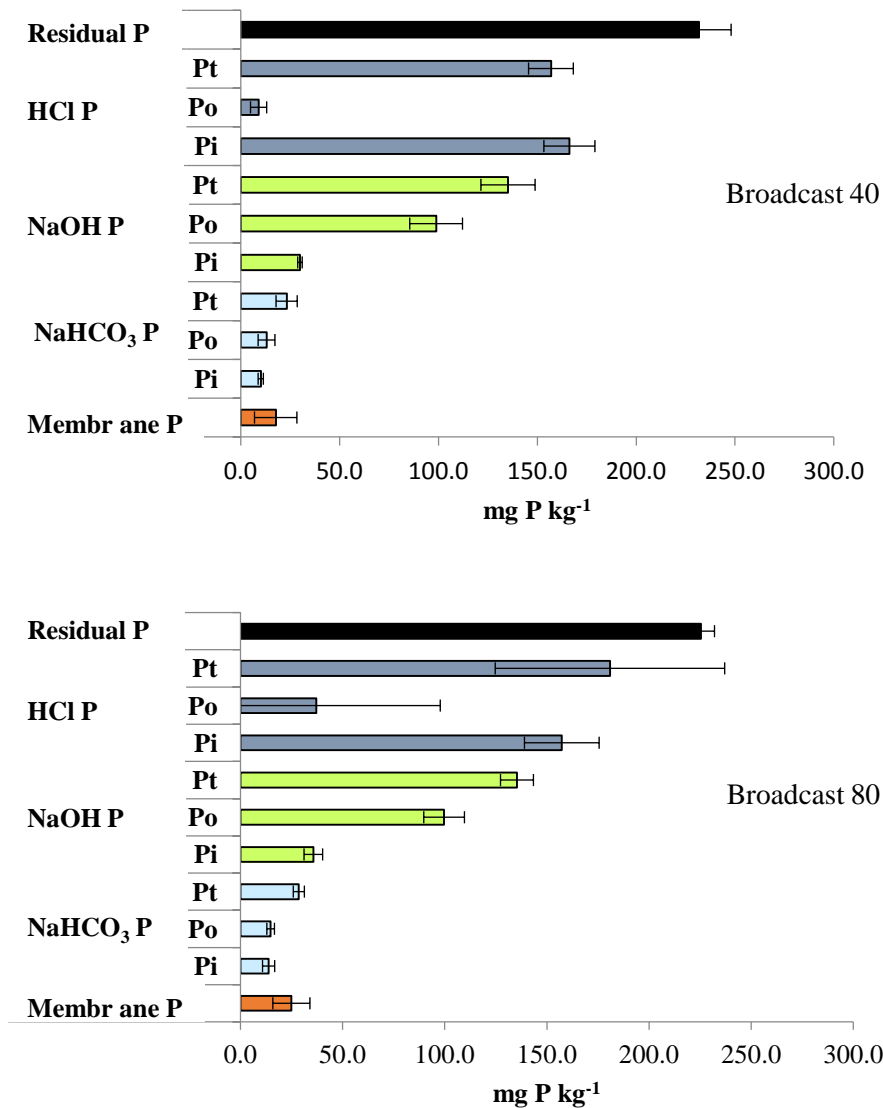 Residual P
Pt
HCl P
Po
Pi
Pt
NaOH P
Po
Pi
Pt
NaHCO₃ P
Po
Pi
Membr ane P
Broadcast 40
0.0 50.0 100.0 150.0 200.0 250.0 300.0
mg P kg⁻¹
Residual P
Pt
HCl P
Po
Pi
Pt
NaOH P
Po
Pi
Pt
NaHCO₃ P
Po
Pi
Membr ane P
Broadcast 80
0.0 50.0 100.0 150.0 200.0 250.0 300.0
mg P kg⁻¹